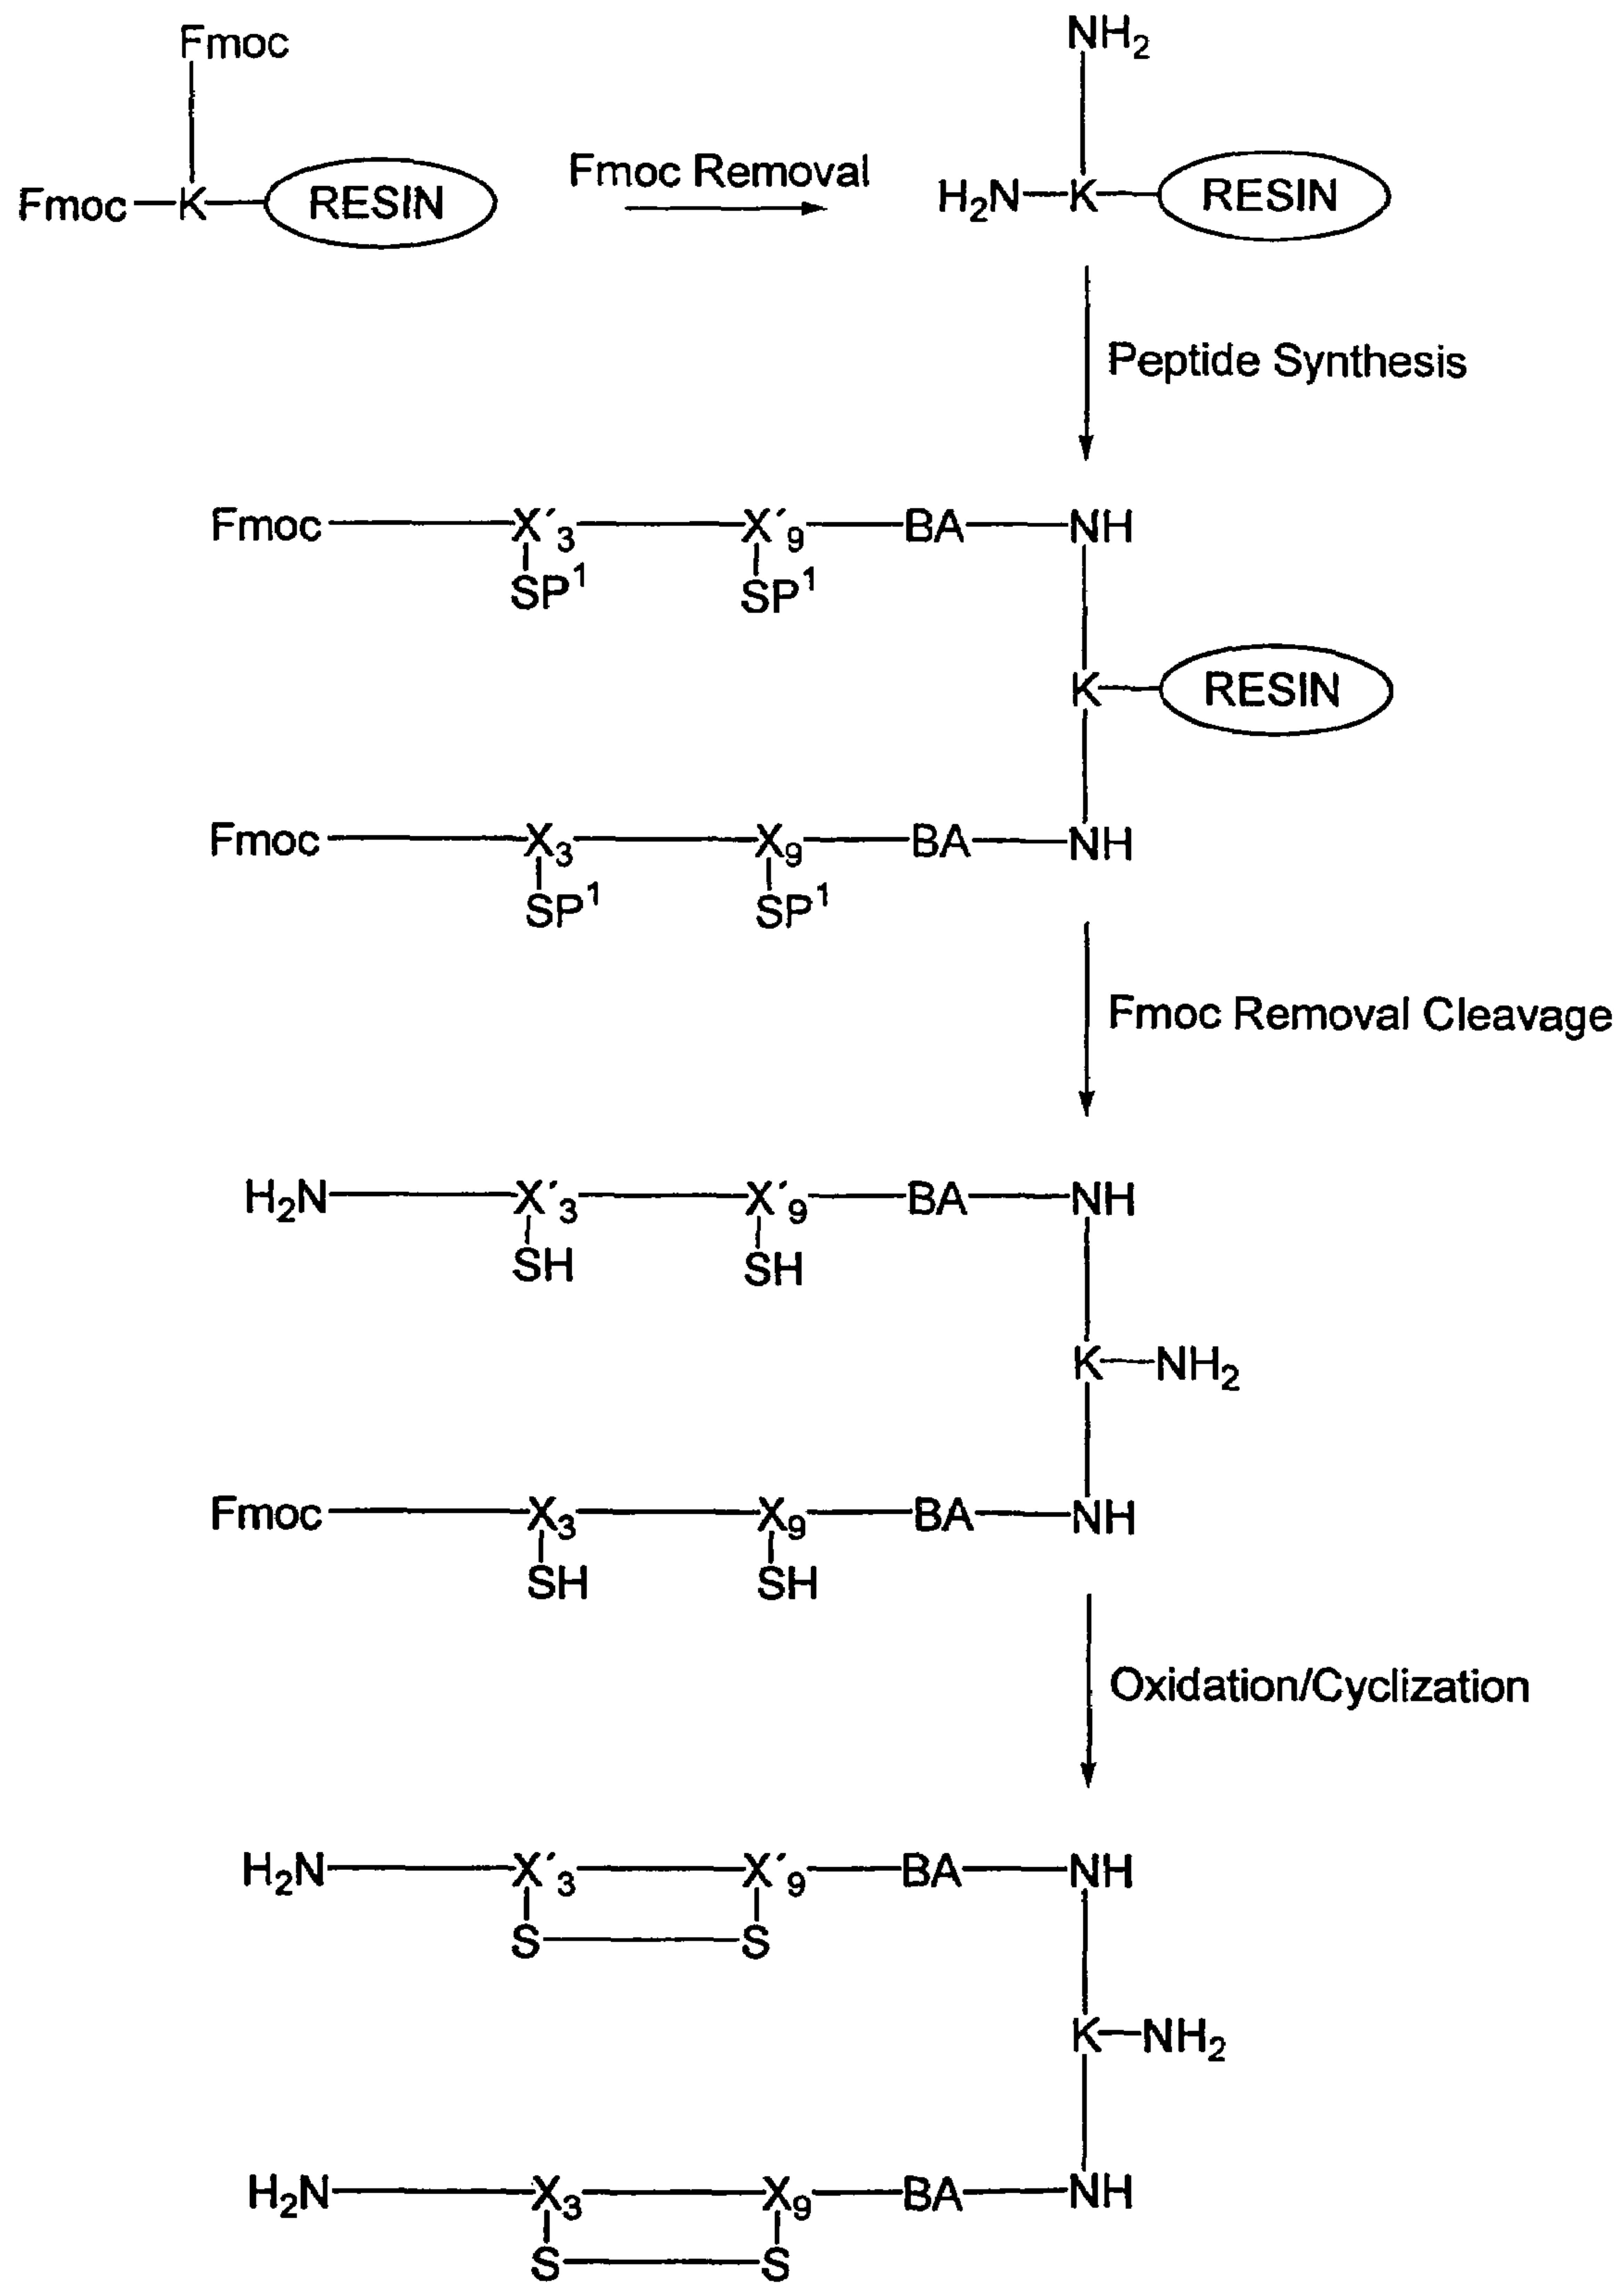 Fmoc NH₂
Fmoc—K—RESIN Fmoc Removal H₂N—K—RESIN
Peptide Synthesis
Fmoc—X´₃—X´₉—BA—NH
SP¹ SP¹
K—RESIN
Fmoc—X₃—X₉—BA—NH
SP¹ SP¹
Fmoc Removal Cleavage
H₂N—X´₃—X´₉—BA—NH
SH SH
K—NH₂
Fmoc—X₃—X₉—BA—NH
SH SH
Oxidation/Cyclization
H₂N—X´₃—X´₉—BA—NH
S—S
K—NH₂
H₂N—X₃—X₉—BA—NH
S—S